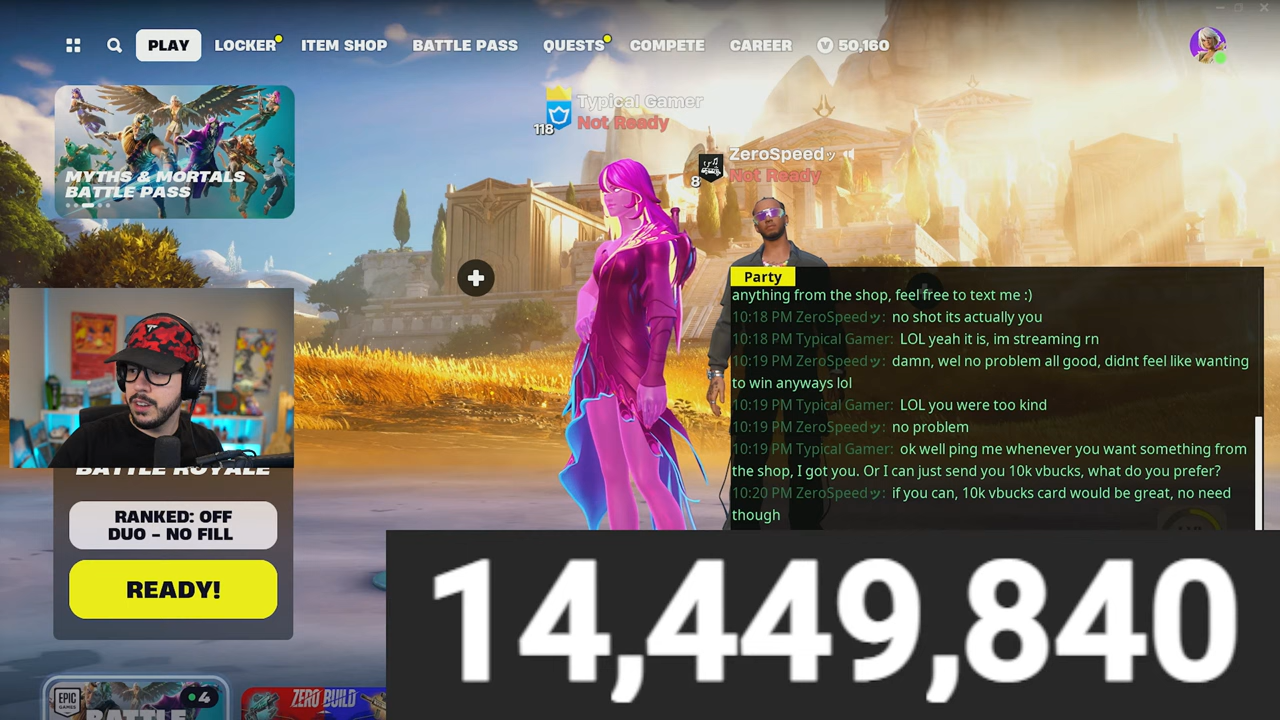 PLAY
LOCKER
ITEM SHOP
BATTLE PASS
QUESTS
COMPETE
CAREER
50,160
Typical Gamer
118
Not Ready
ZeroSpeedッ
8
Not Ready
MYTHS & MORTALS
BATTLE PASS
Party
anything from the shop, feel free to text me :)
10:18 PM ZeroSpeedッ: no shot its actually you
10:18 PM Typical Gamer: LOL yeah it is, im streaming rn
10:19 PM ZeroSpeedッ: damn, wel no problem all good, didnt feel like wanting
to win anyways lol
10:19 PM Typical Gamer: LOL you were too kind
10:19 PM ZeroSpeedッ: no problem
10:19 PM Typical Gamer: ok well ping me whenever you want something from
the shop, I got you. Or I can just send you 10k vbucks, what do you prefer?
10:20 PM ZeroSpeedッ: if you can, 10k vbucks card would be great, no need
though
BATTLE ROYALE
RANKED: OFF
DUO - NO FILL
READY!
14,449,840
EPIC
GAMES
4
BATTLE
ZERO BUILD